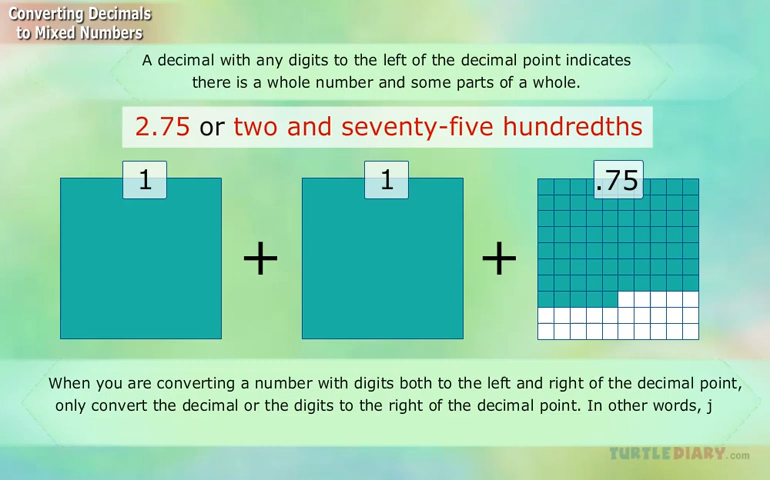 Converting Decimals
to Mixed Numbers
A decimal with any digits to the left of the decimal point indicates
there is a whole number and some parts of a whole.
2.75 or two and seventy-five hundredths
1 1 .75
+ +
When you are converting a number with digits both to the left and right of the decimal point,
only convert the decimal or the digits to the right of the decimal point. In other words, j
TURTLEDIARY.com